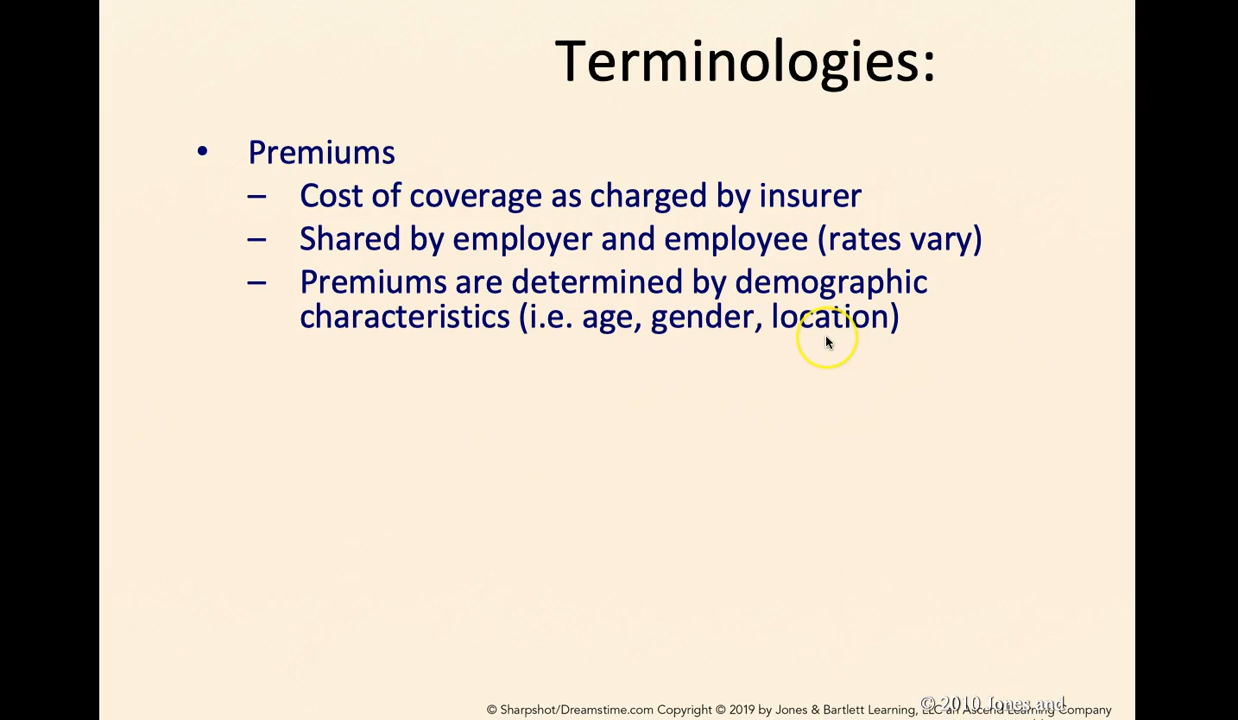 Terminologies:
• Premiums
– Cost of coverage as charged by insurer
– Shared by employer and employee (rates vary)
– Premiums are determined by demographic
characteristics (i.e. age, gender, location)
© Sharpshot/Dreamstime.com Copyright © 2019 by Jones & Bartlett Learning, LLC an Ascend Learning Company
© 2010 Jones and